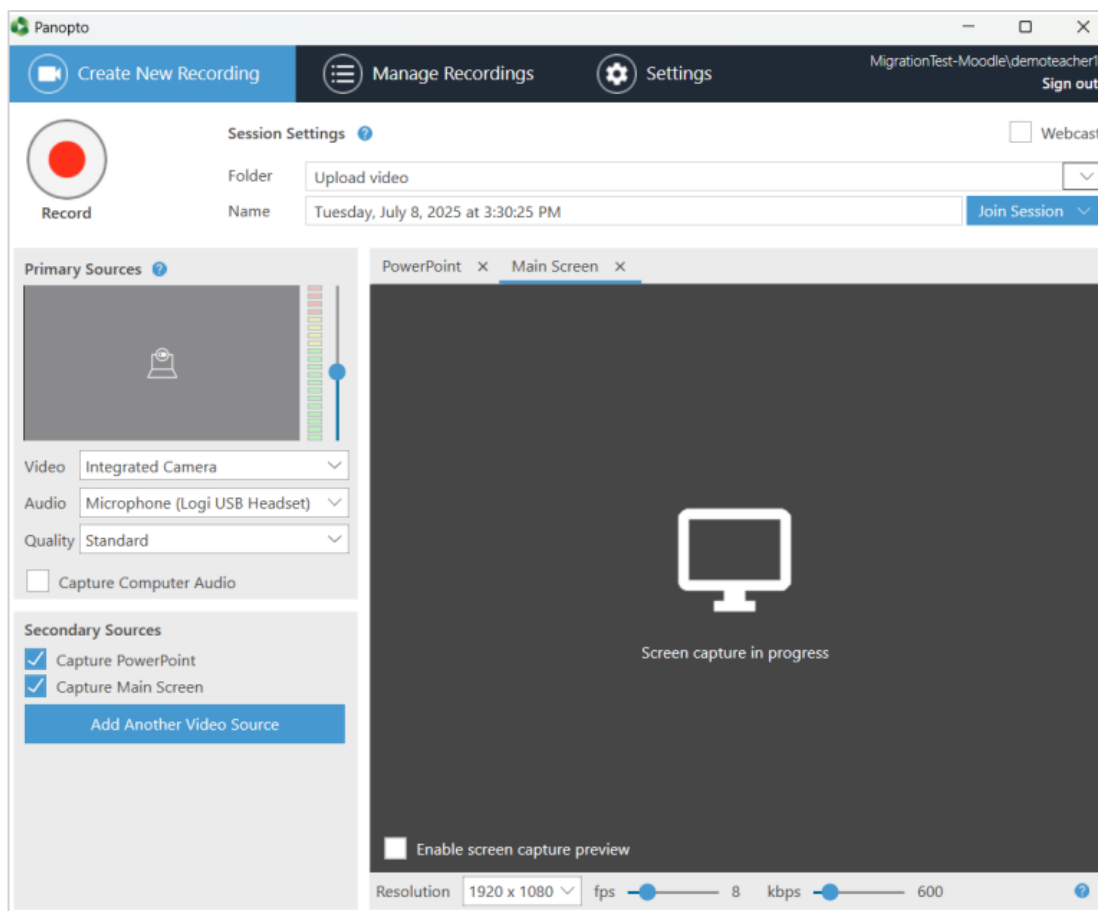 Panopto
Create New Recording
Manage Recordings
Settings
MigrationTest-Moodle\demoteacher1
Sign out
Record
Session Settings ?
Webcast
Folder
Upload video
Name
Tuesday, July 8, 2025 at 3:30:25 PM
Join Session
Primary Sources ?
PowerPoint
Main Screen
Video
Integrated Camera
Audio
Microphone (Logi USB Headset)
Quality
Standard
Capture Computer Audio
Secondary Sources
Capture PowerPoint
Capture Main Screen
Add Another Video Source
Screen capture in progress
Enable screen capture preview
Resolution 1920 x 1080 fps 8 kbps 600 ?